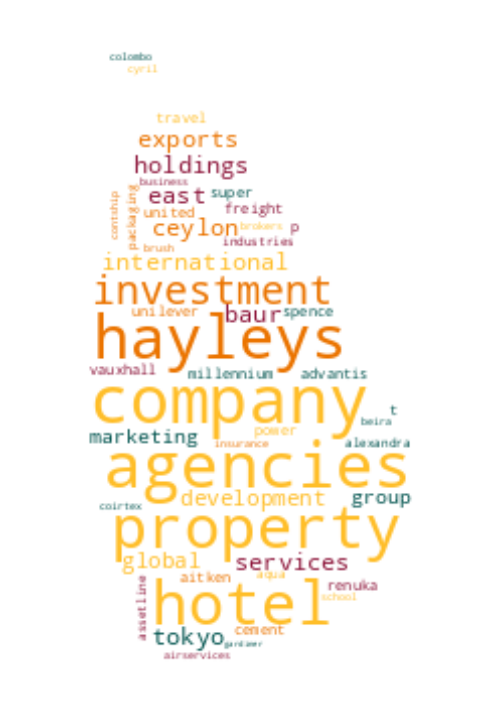 colombo
cyril
travel
exports
holdings
business
east super
contship
packaging
united freight
ceylon brokers p
brush industries
international
investment
unilever baur spence
hayleys
vauxhall millennium advantis
company
t
beira
marketing power
insurance alexandra
agencies
development group
coirtex
property
global services
aitken aqua
renuka
assetline
hotel school
tokyo cement
gardiner
airservices